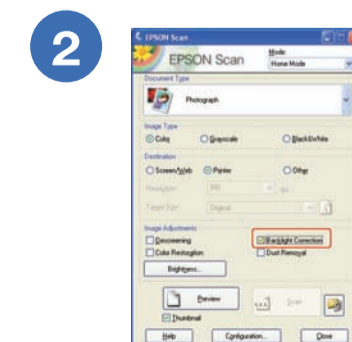 2
EPSON Scan
EPSON Scan
Mode:
Home Mode
Document Type
Photograph
Image Type
Color Grayscale Black&White
Destination
Screen/Web Printer Other
Resolution: 300 dpi
Target Size: Original
Image Adjustments
Descreening Backlight Correction
Color Restoration Dust Removal
Brightness...
Preview Scan
Thumbnail
Help Configuration... Close